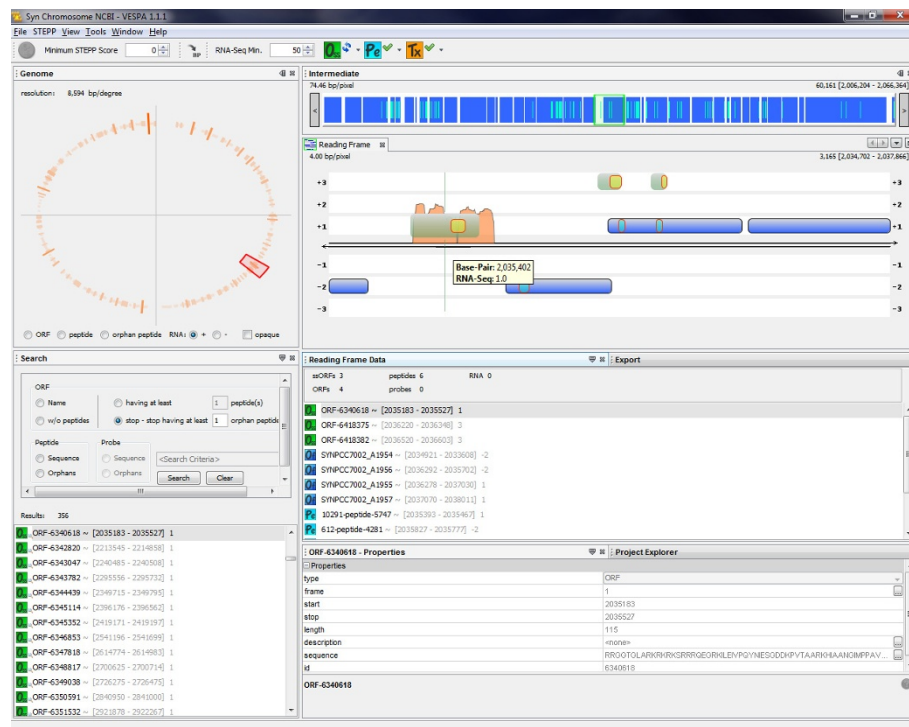 Syn Chromosome NCBI - VESPA 1.1.1
File STEPP View Tools Window Help
Minimum STEPP Score 0 BP RNA-Seq Min. 50 O Pe Tx
Genome
resolution: 8,594 bp/degree
ORF peptide orphan peptide RNA: + - opaque
Intermediate
74.46 bp/pixel 60,161 [2,006,204 - 2,066,364]
Reading Frame
4.00 bp/pixel 3,165 [2,034,702 - 2,037,866]
+3 +3
+2 +2
+1 +1
-1 -1
-2 -2
-3 -3
Base-Pair: 2,035,402
RNA-Seq: 1.0
Search
ORF
Name having at least 1 peptide(s)
w/o peptides stop - stop having at least 1 orphan peptide
Peptide Probe
Sequence Sequence <Search Criteria>
Orphans Orphans Search Clear
Results: 356
ORF-6340618 ~ [2035183 - 2035527] 1
ORF-6342820 ~ [2213545 - 2214858] 1
ORF-6343047 ~ [2240485 - 2240508] 1
ORF-6343782 ~ [2295556 - 2295732] 1
ORF-6344439 ~ [2349715 - 2349795] 1
ORF-6345114 ~ [2396176 - 2396562] 1
ORF-6345352 ~ [2419171 - 2419197] 1
ORF-6346853 ~ [2541196 - 2541699] 1
ORF-6347818 ~ [2614774 - 2614983] 1
ORF-6348817 ~ [2700625 - 2700714] 1
ORF-6349038 ~ [2726275 - 2726475] 1
ORF-6350591 ~ [2840950 - 2841000] 1
ORF-6351532 ~ [2921878 - 2922267] 1
Reading Frame Data Export
ssORFs 3 peptides 6 RNA 0
ORFs 4 probes 0
ORF-6340618 ~ [2035183 - 2035527] 1
ORF-6418375 ~ [2036220 - 2036348] 3
ORF-6418382 ~ [2036520 - 2036603] 3
SYNPCC7002_A1954 ~ [2034921 - 2033608] -2
SYNPCC7002_A1956 ~ [2036292 - 2035702] -2
SYNPCC7002_A1955 ~ [2036278 - 2037030] 1
SYNPCC7002_A1957 ~ [2037070 - 2038011] 1
Pe 10291-peptide-5747 ~ [2035393 - 2035467] 1
Pe 612-peptide-4281 ~ [2035827 - 2035777] -2
ORF-6340618 - Properties Project Explorer
Properties
type ORF
frame 1
start 2035183
stop 2035527
length 115
description <none>
sequence
id 6340618
ORF-6340618